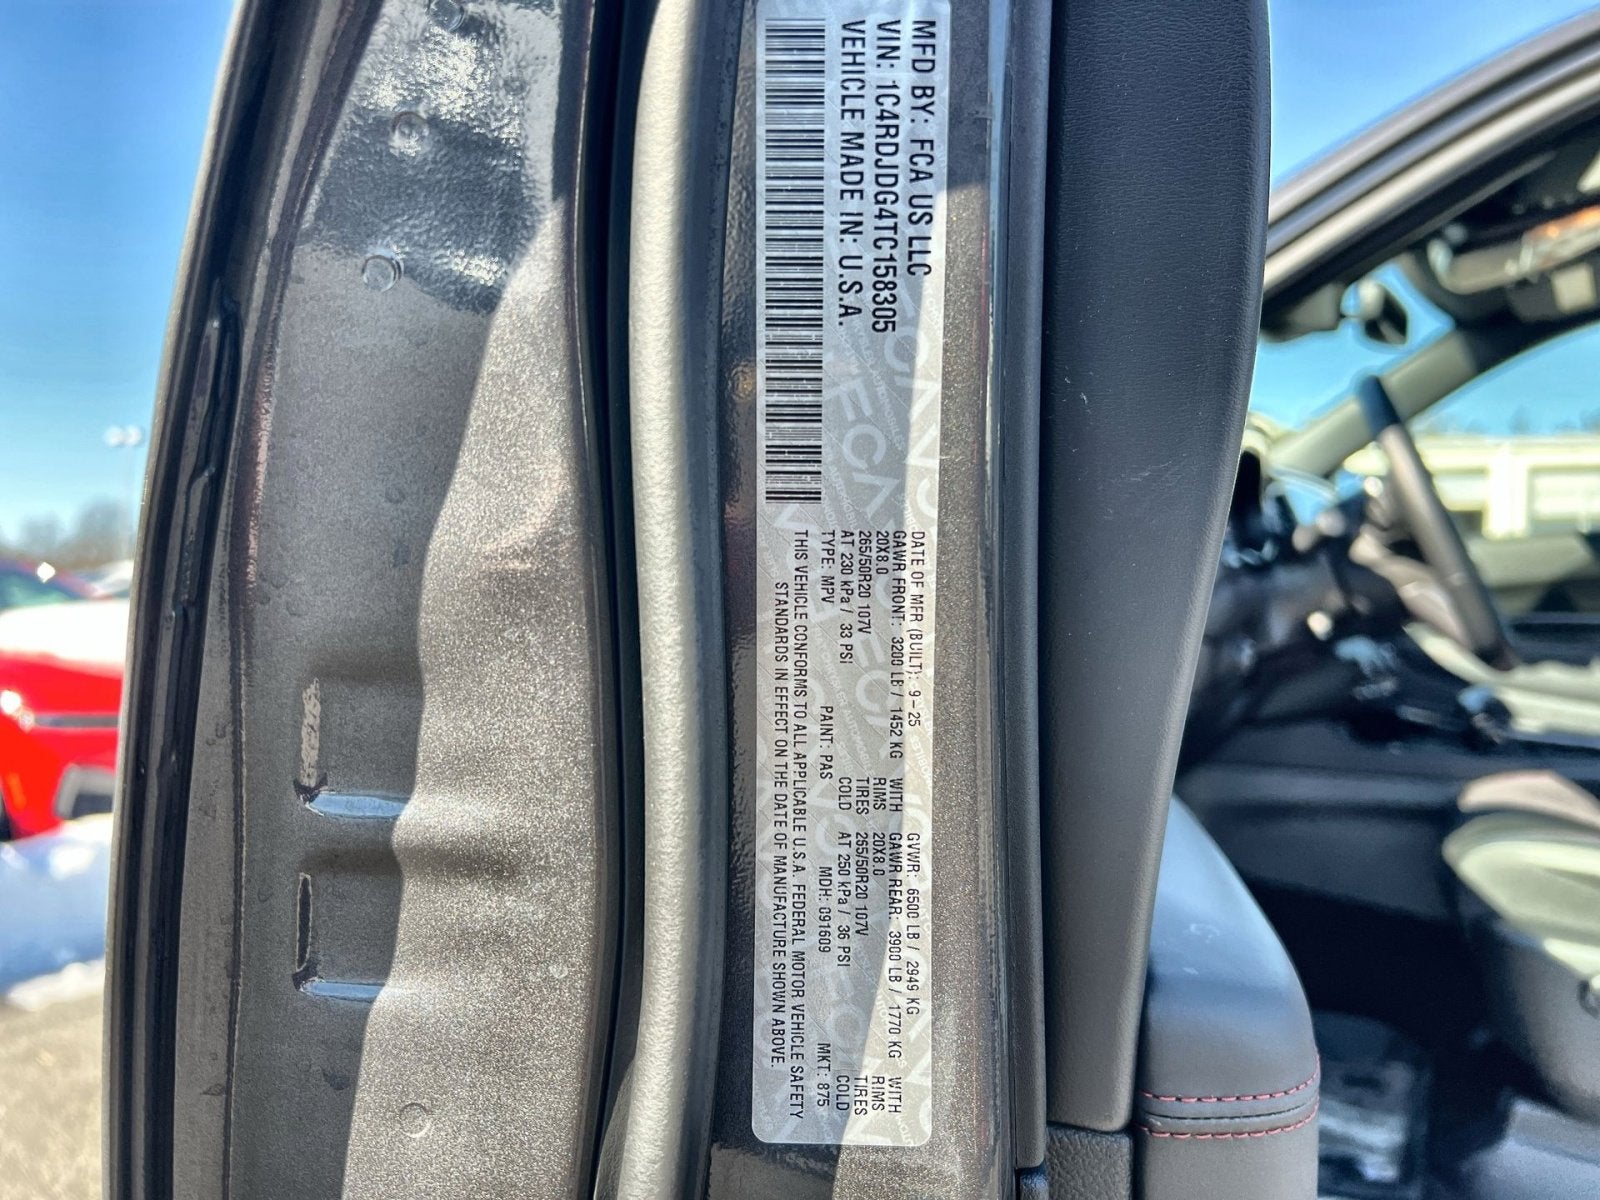 MFD BY: FCA US LLC
VIN: 1C4RDJDG4TC158305
VEHICLE MADE IN: U.S.A.
DATE OF MFR (BUILT): 9-25 GVWR: 6500 LB / 2949 KG
GAWR FRONT: 3200 LB / 1452 KG WITH GAWR REAR: 3900 LB / 1770 KG WITH
20X8.0 RIMS 20X8.0 RIMS
265/50R20 107V TIRES 265/50R20 107V TIRES
AT 230 kPa / 33 PSI COLD AT 250 kPa / 36 PSI COLD
TYPE: MPV PAINT: PAS MDH: 091609 MKT: 875
THIS VEHICLE CONFORMS TO ALL APPLICABLE U.S.A. FEDERAL MOTOR VEHICLE SAFETY
STANDARDS IN EFFECT ON THE DATE OF MANUFACTURE SHOWN ABOVE.